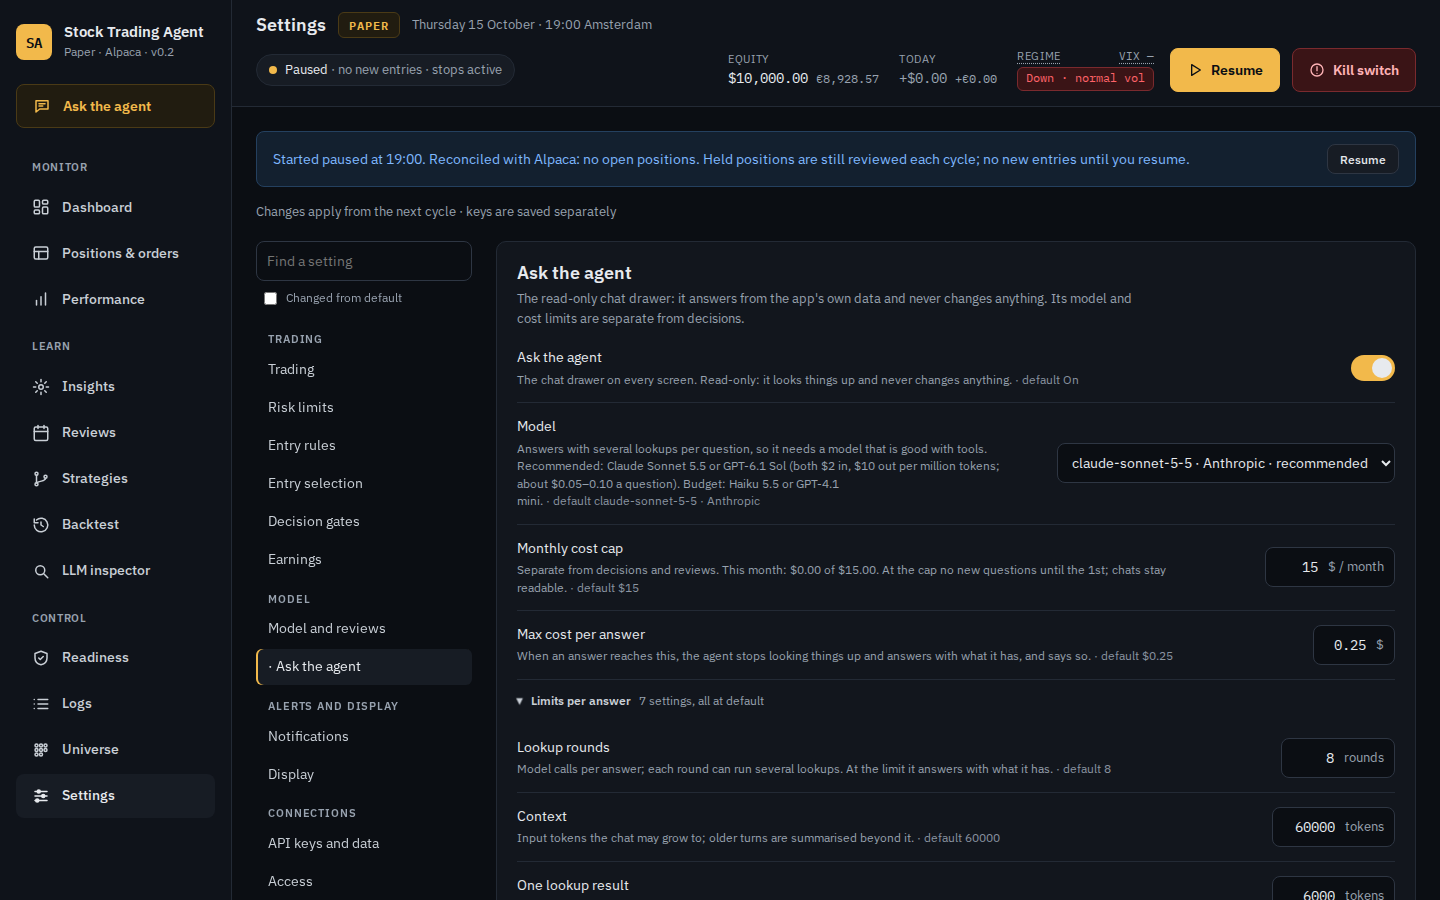 SA
Stock Trading Agent
Paper · Alpaca · v0.2
Ask the agent
MONITOR
Dashboard
Positions & orders
Performance
LEARN
Insights
Reviews
Strategies
Backtest
LLM inspector
CONTROL
Readiness
Logs
Universe
Settings
Settings
PAPER
Thursday 15 October · 19:00 Amsterdam
Paused · no new entries · stops active
EQUITY
$10,000.00 €8,928.57
TODAY
+$0.00 +€0.00
REGIME
VIX —
Down · normal vol
Resume
Kill switch
Started paused at 19:00. Reconciled with Alpaca: no open positions. Held positions are still reviewed each cycle; no new entries until you resume.
Resume
Changes apply from the next cycle · keys are saved separately
Find a setting
Changed from default
TRADING
Trading
Risk limits
Entry rules
Entry selection
Decision gates
Earnings
MODEL
Model and reviews
· Ask the agent
ALERTS AND DISPLAY
Notifications
Display
CONNECTIONS
API keys and data
Access
Ask the agent
The read-only chat drawer: it answers from the app's own data and never changes anything. Its model and
cost limits are separate from decisions.
Ask the agent
The chat drawer on every screen. Read-only: it looks things up and never changes anything. · default On
Model
Answers with several lookups per question, so it needs a model that is good with tools.
Recommended: Claude Sonnet 5.5 or GPT-6.1 Sol (both $2 in, $10 out per million tokens;
about $0.05–0.10 a question). Budget: Haiku 5.5 or GPT-4.1
mini. · default claude-sonnet-5-5 · Anthropic
claude-sonnet-5-5 · Anthropic · recommended
Monthly cost cap
Separate from decisions and reviews. This month: $0.00 of $15.00. At the cap no new questions until the 1st; chats stay
readable. · default $15
15 $ / month
Max cost per answer
When an answer reaches this, the agent stops looking things up and answers with what it has, and says so. · default $0.25
0.25 $
▼ Limits per answer 7 settings, all at default
Lookup rounds
Model calls per answer; each round can run several lookups. At the limit it answers with what it has. · default 8
8 rounds
Context
Input tokens the chat may grow to; older turns are summarised beyond it. · default 60000
60000 tokens
One lookup result
6000 tokens